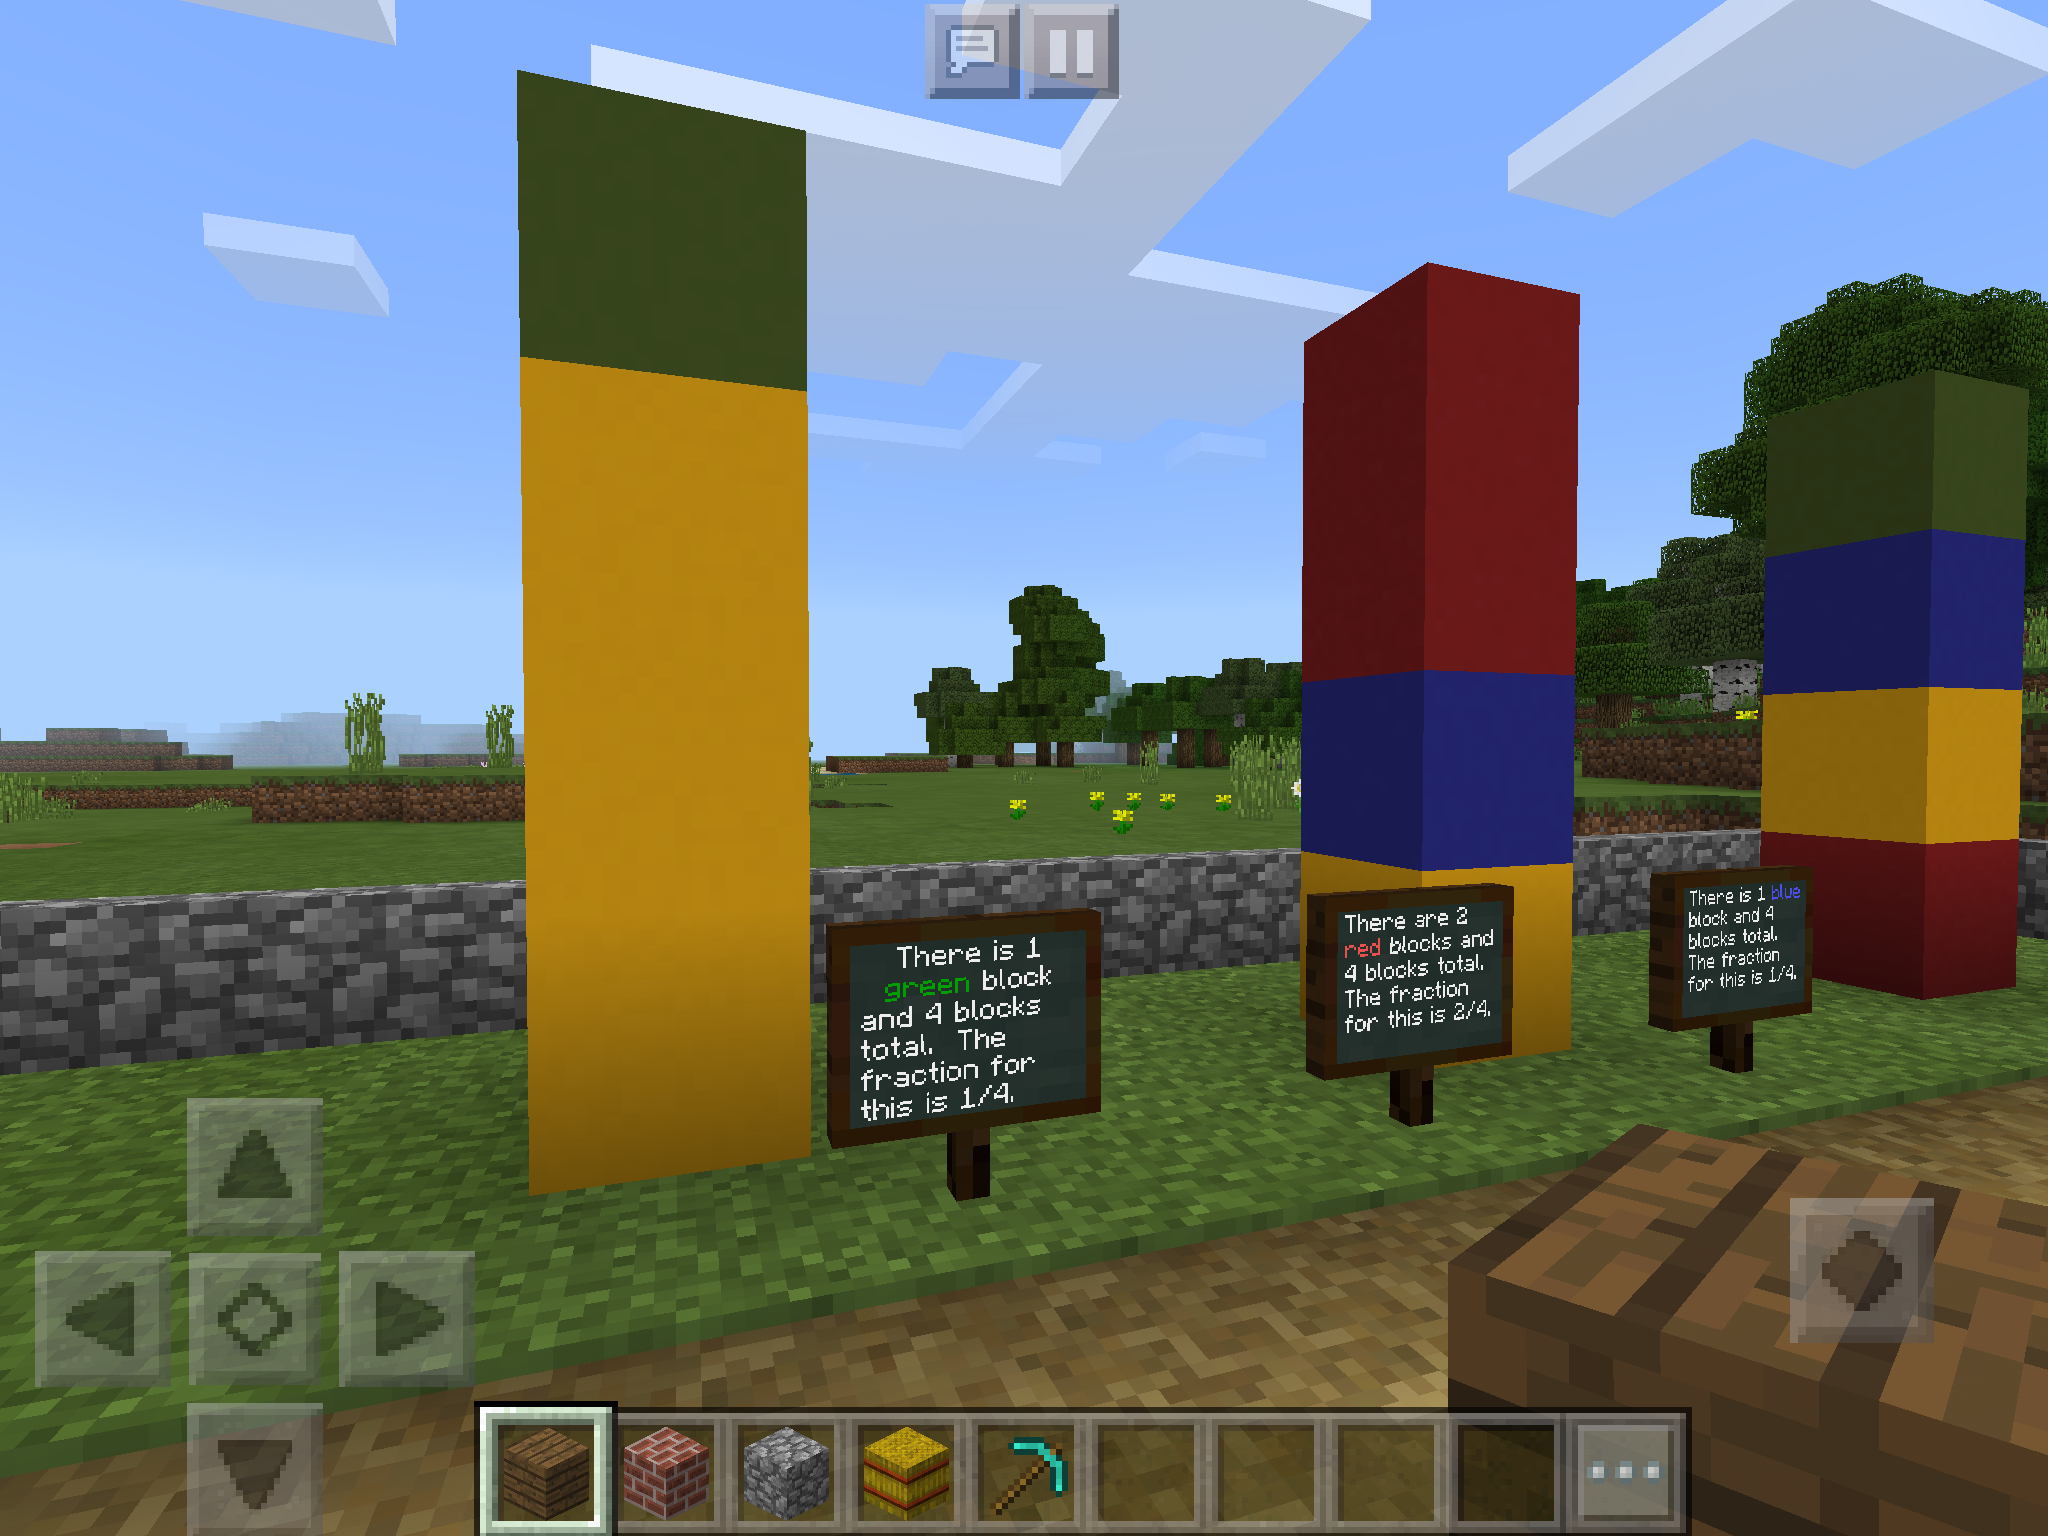 There is 1
green block
and 4 blocks
total. The
fraction for
this is 1/4.
There are 2
red blocks and
4 blocks total.
The fraction
for this is 2/4.
There is 1 blue
block and 4
blocks total.
The fraction
for this is 1/4.